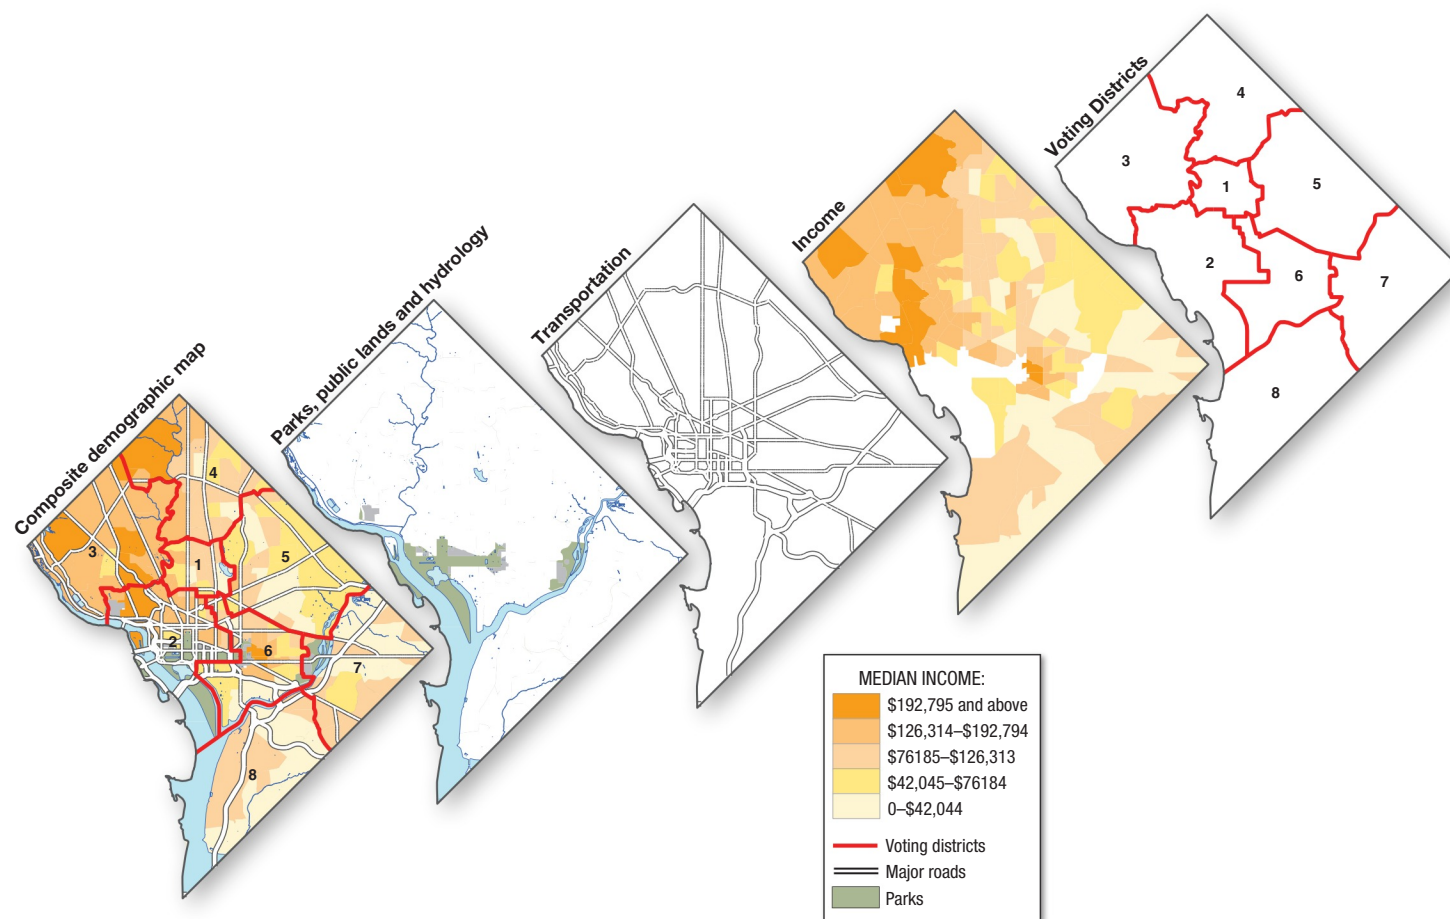 Composite demographic map
Parks, public lands and hydrology
Transportation
Income
Voting Districts
4
3
1
5
2
6
7
8
4
3
1
5
2
6
7
8
MEDIAN INCOME:
$192,795 and above
$126,314–$192,794
$76185–$126,313
$42,045–$76184
0–$42,044
Voting districts
Major roads
Parks